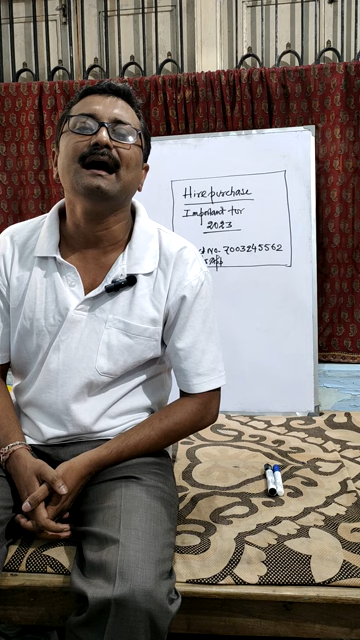 Hire purchase
Important for
2023
d No. 7003245562